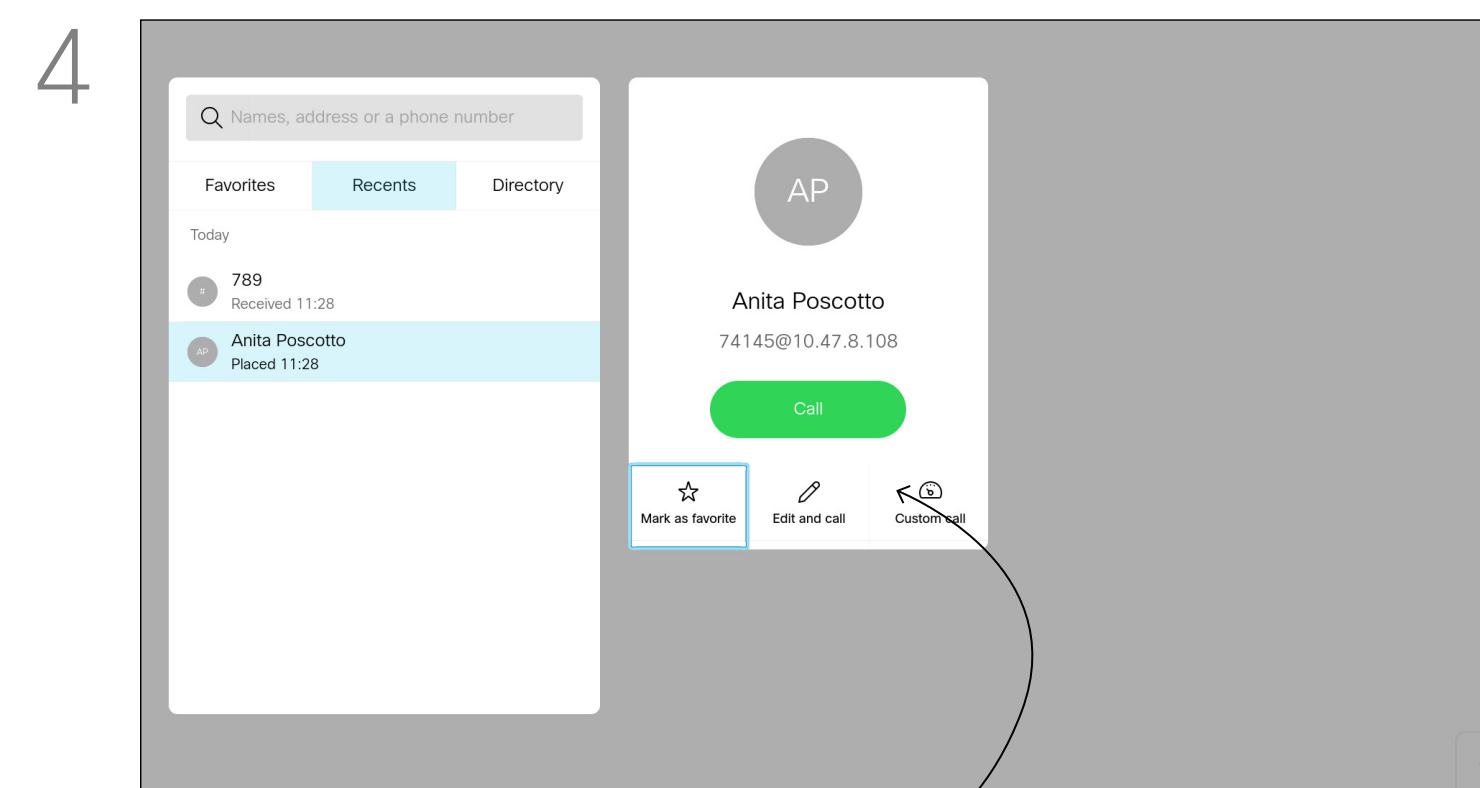 4
Names, address or a phone number
Favorites Recents Directory
Today
#
789
Received 11:28
AP
Anita Poscotto
Placed 11:28
AP
Anita Poscotto
74145@10.47.8.108
Call
Mark as favorite Edit and call Custom call